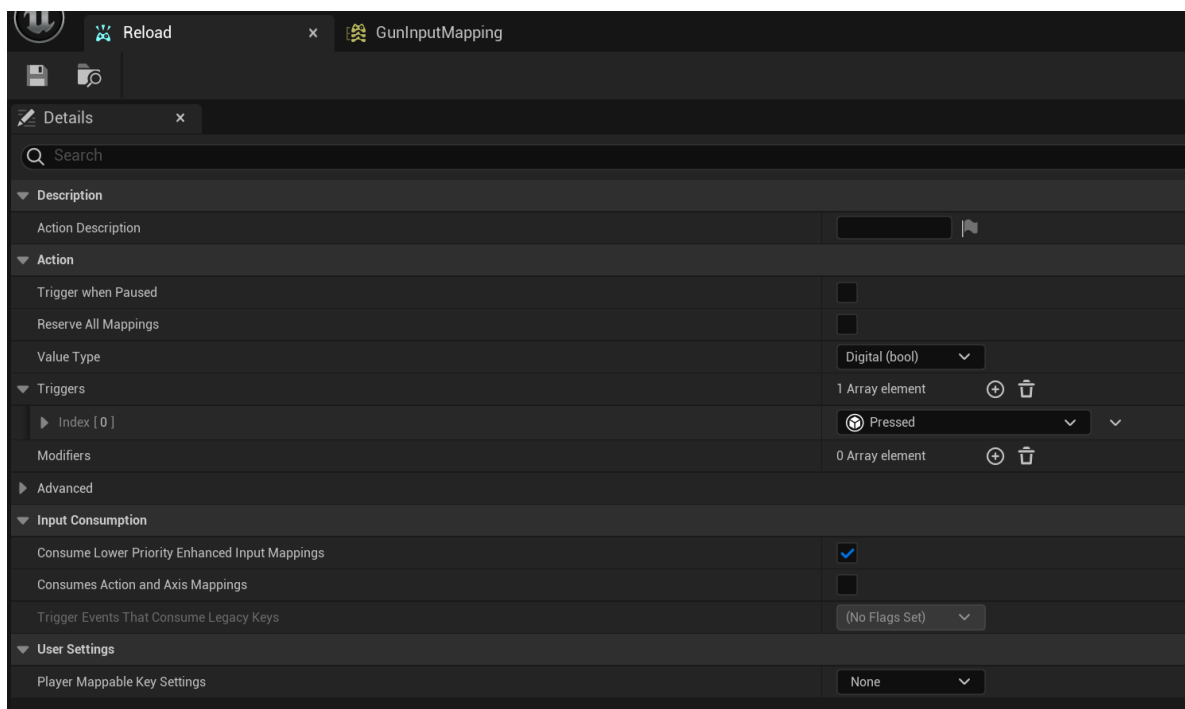 Reload
GunInputMapping
Details
Search
Description
Action Description
Action
Trigger when Paused
Reserve All Mappings
Value Type Digital (bool)
Triggers 1 Array element
Index [ 0 ] Pressed
Modifiers 0 Array element
Advanced
Input Consumption
Consume Lower Priority Enhanced Input Mappings
Consumes Action and Axis Mappings
Trigger Events That Consume Legacy Keys (No Flags Set)
User Settings
Player Mappable Key Settings None